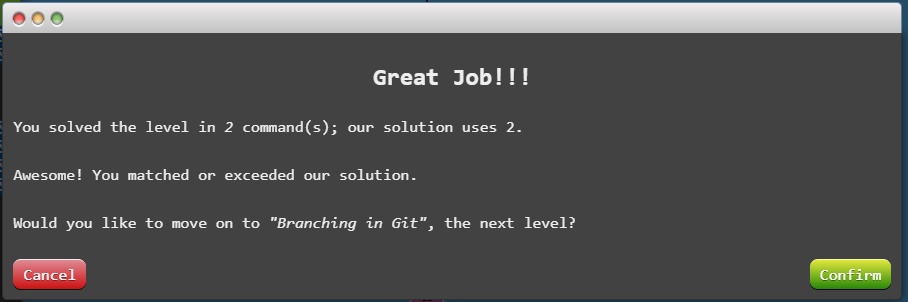 Great Job!!!
You solved the level in 2 command(s); our solution uses 2.
Awesome! You matched or exceeded our solution.
Would you like to move on to "Branching in Git", the next level?
Cancel
Confirm